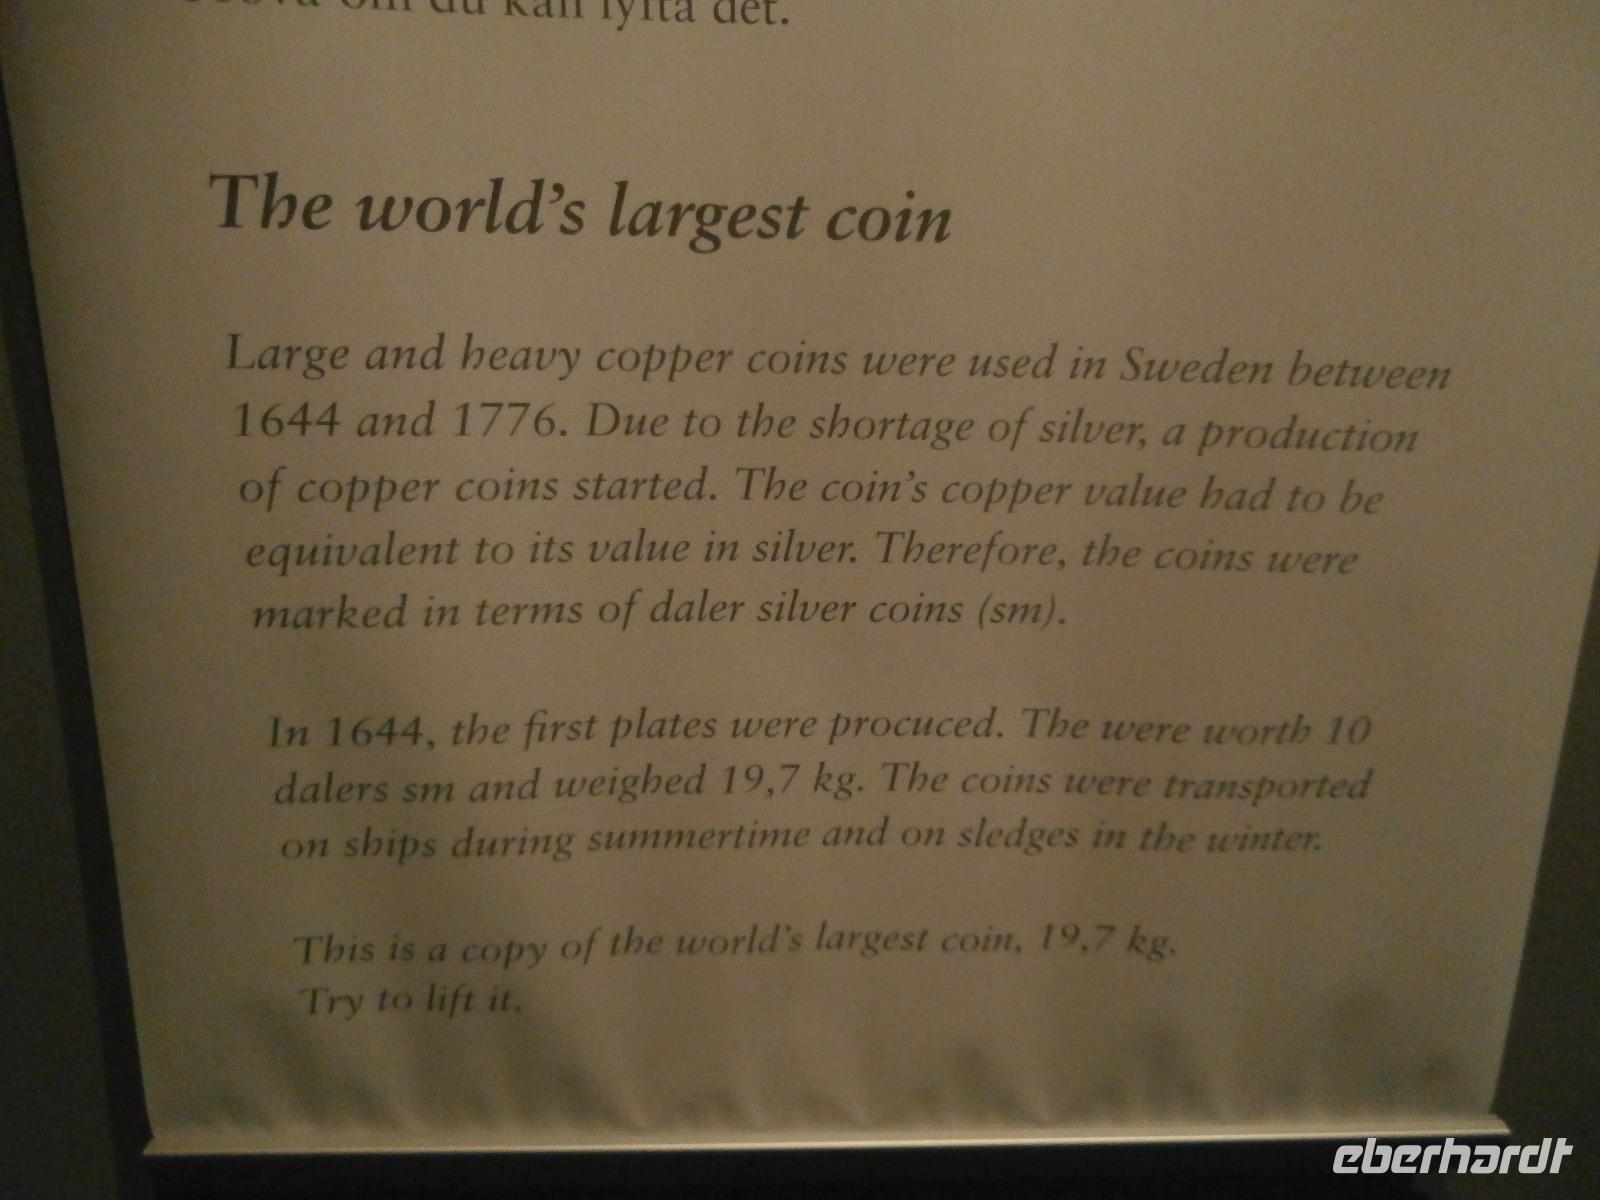 om du kan lyfta det.
The world's largest coin
Large and heavy copper coins were used in Sweden between
1644 and 1776. Due to the shortage of silver, a production
of copper coins started. The coin's copper value had to be
equivalent to its value in silver. Therefore, the coins were
marked in terms of daler silver coins (sm).
In 1644, the first plates were procuced. The were worth 10
dalers sm and weighed 19,7 kg. The coins were transported
on ships during summertime and on sledges in the winter.
This is a copy of the world's largest coin, 19,7 kg.
Try to lift it.
eberhardt